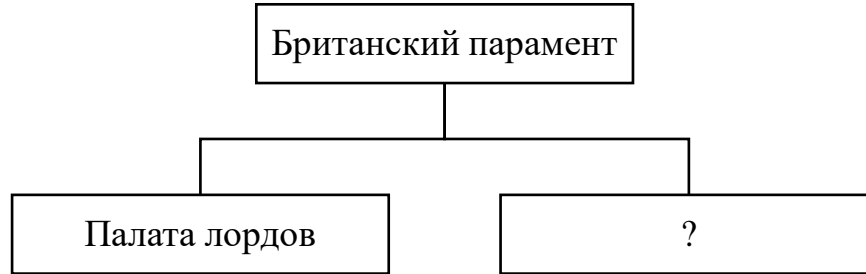 Британский парамент
Палата лордов
?